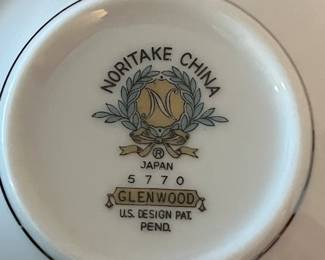 NORITAKE CHINA
N
®
JAPAN
5770
GLENWOOD
U.S. DESIGN PAT.
PEND.